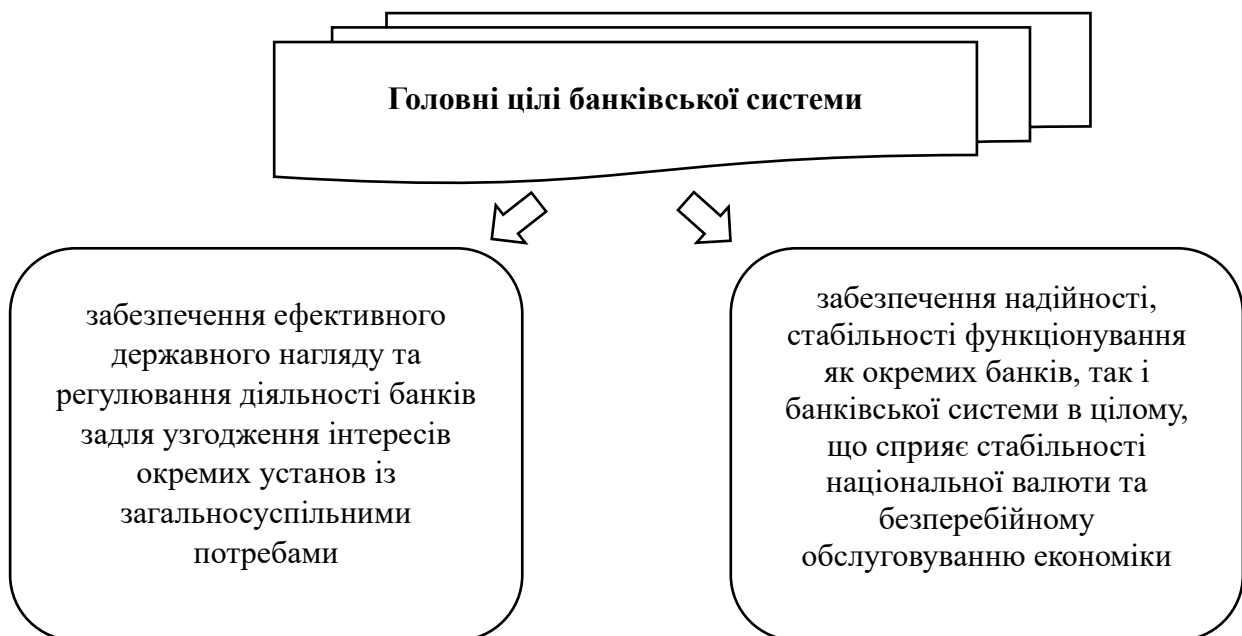 Головні цілі банківської системи
забезпечення ефективного
державного нагляду та
регулювання діяльності банків
задля узгодження інтересів
окремих установ із
загальносуспільними
потребами
забезпечення надійності,
стабільності функціонування
як окремих банків, так і
банківської системи в цілому,
що сприяє стабільності
національної валюти та
безперебійному
обслуговуванню економіки